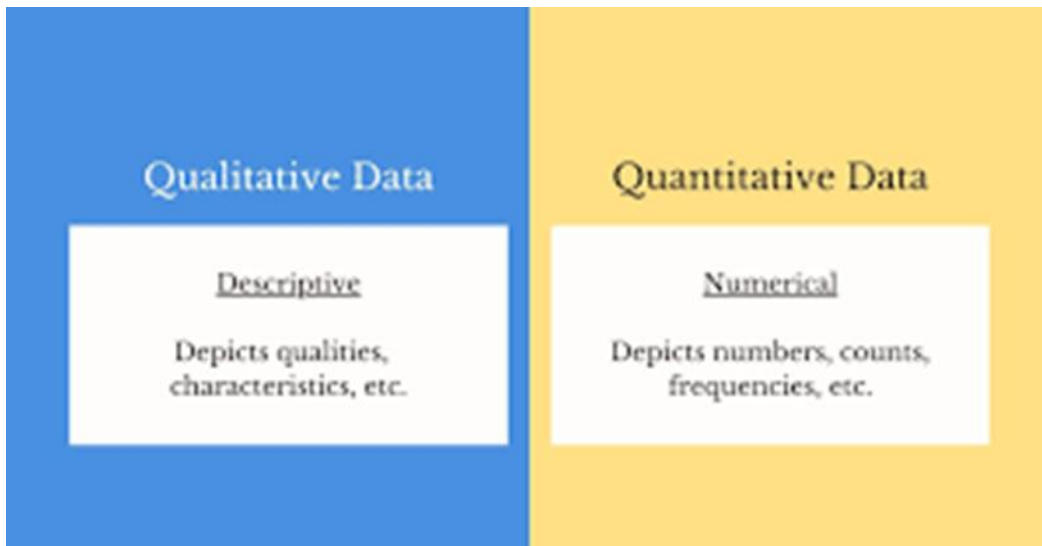 Qualitative Data
Descriptive
Depicts qualities,
characteristics, etc.
Quantitative Data
Numerical
Depicts numbers, counts,
frequencies, etc.